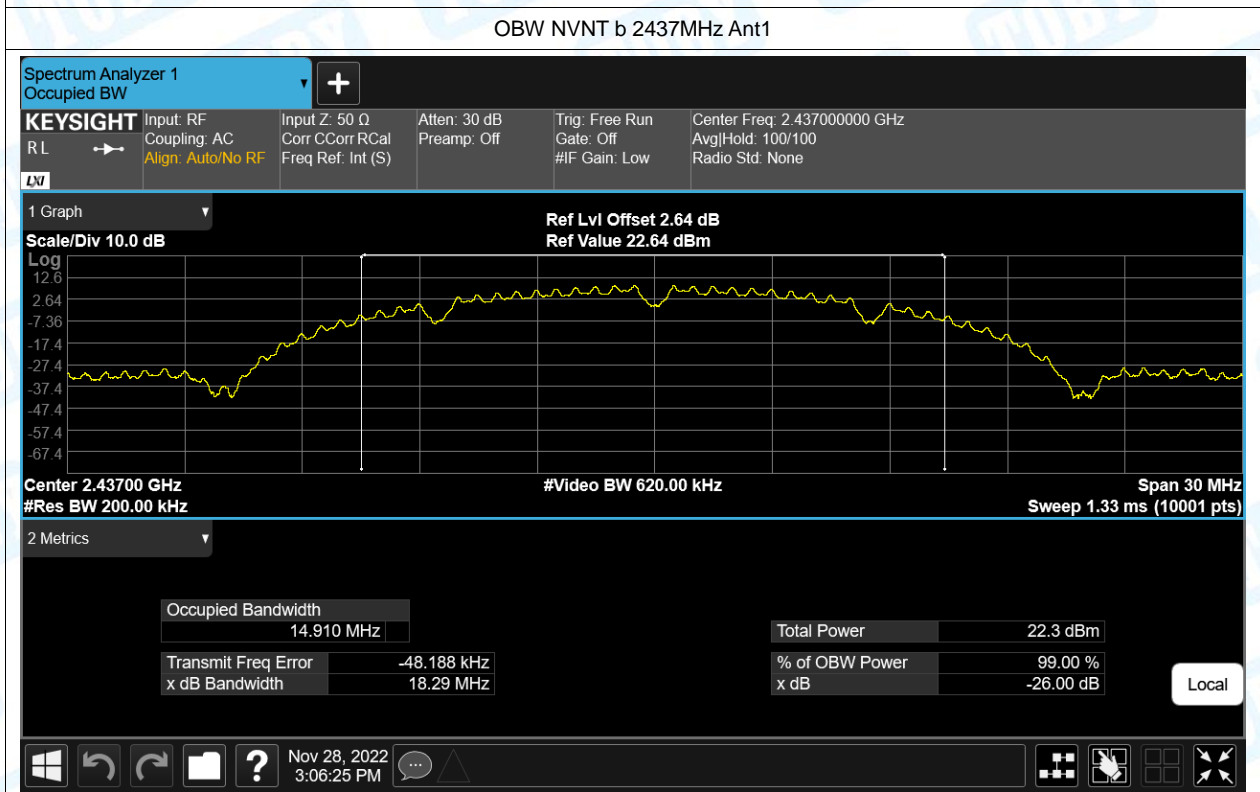 OBW NVNT b 2437MHz Ant1
Spectrum Analyzer 1
Occupied BW
KEYSIGHT
R L
LXI
Input: RF
Coupling: AC
Align: Auto/No RF
Input Z: 50 Ω
Corr CCorr RCal
Freq Ref: Int (S)
Atten: 30 dB
Preamp: Off
Trig: Free Run
Gate: Off
#IF Gain: Low
Center Freq: 2.437000000 GHz
Avg|Hold: 100/100
Radio Std: None
1 Graph
Scale/Div 10.0 dB
Ref Lvl Offset 2.64 dB
Ref Value 22.64 dBm
Log
12.6
2.64
-7.36
-17.4
-27.4
-37.4
-47.4
-57.4
-67.4
Center 2.43700 GHz
#Video BW 620.00 kHz
Span 30 MHz
#Res BW 200.00 kHz
Sweep 1.33 ms (10001 pts)
2 Metrics
Occupied Bandwidth
14.910 MHz
Total Power 22.3 dBm
Transmit Freq Error -48.188 kHz
% of OBW Power 99.00 %
x dB Bandwidth 18.29 MHz
x dB -26.00 dB
Local
?
Nov 28, 2022
3:06:25 PM